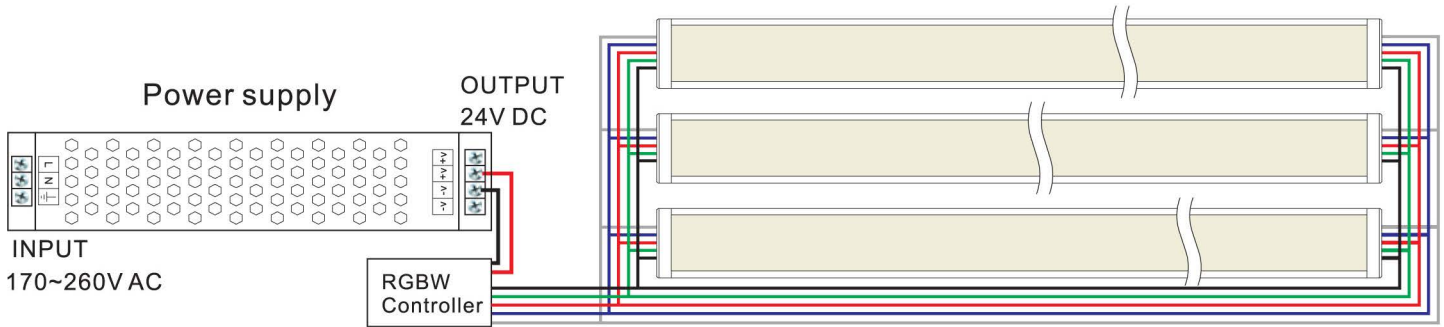 Power supply
OUTPUT
24V DC
L
N
+V
+V
-V
-V
INPUT
170~260V AC
RGBW
Controller